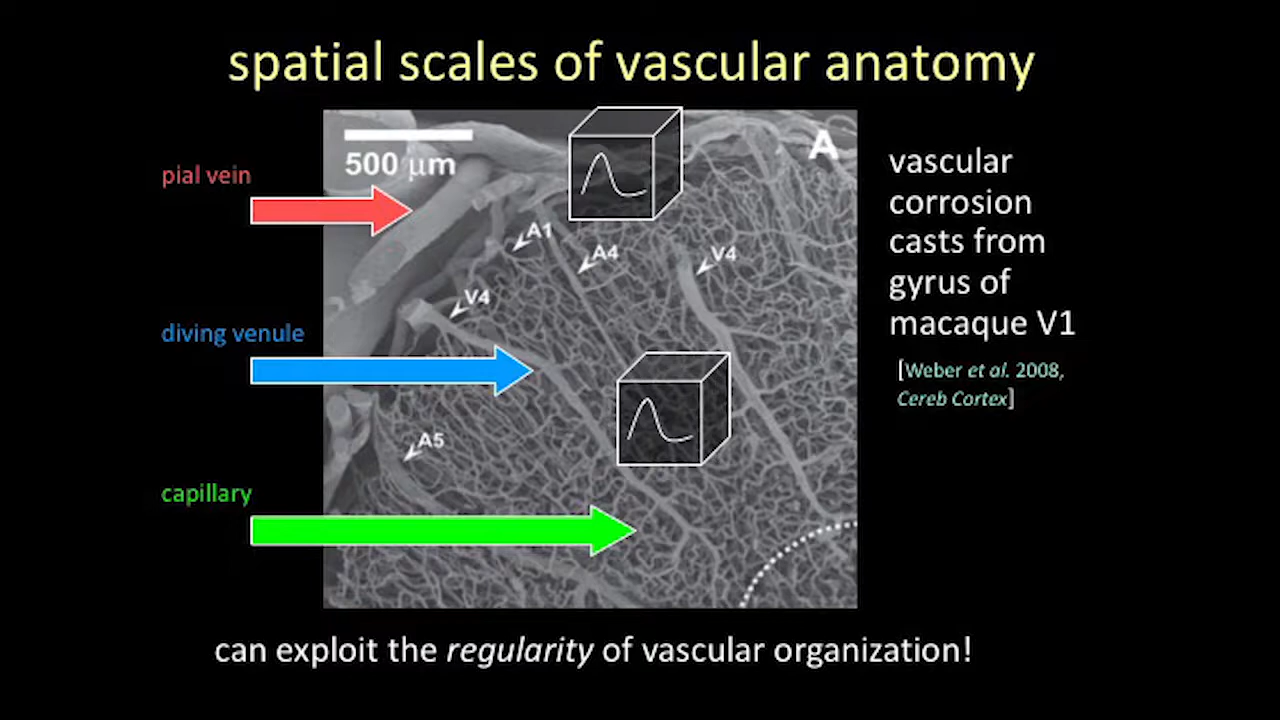 spatial scales of vascular anatomy
500 μm
A
pial vein
A1
A4
V4
V4
diving venule
A5
capillary
vascular
corrosion
casts from
gyrus of
macaque V1
[Weber et al. 2008,
Cereb Cortex]
can exploit the regularity of vascular organization!